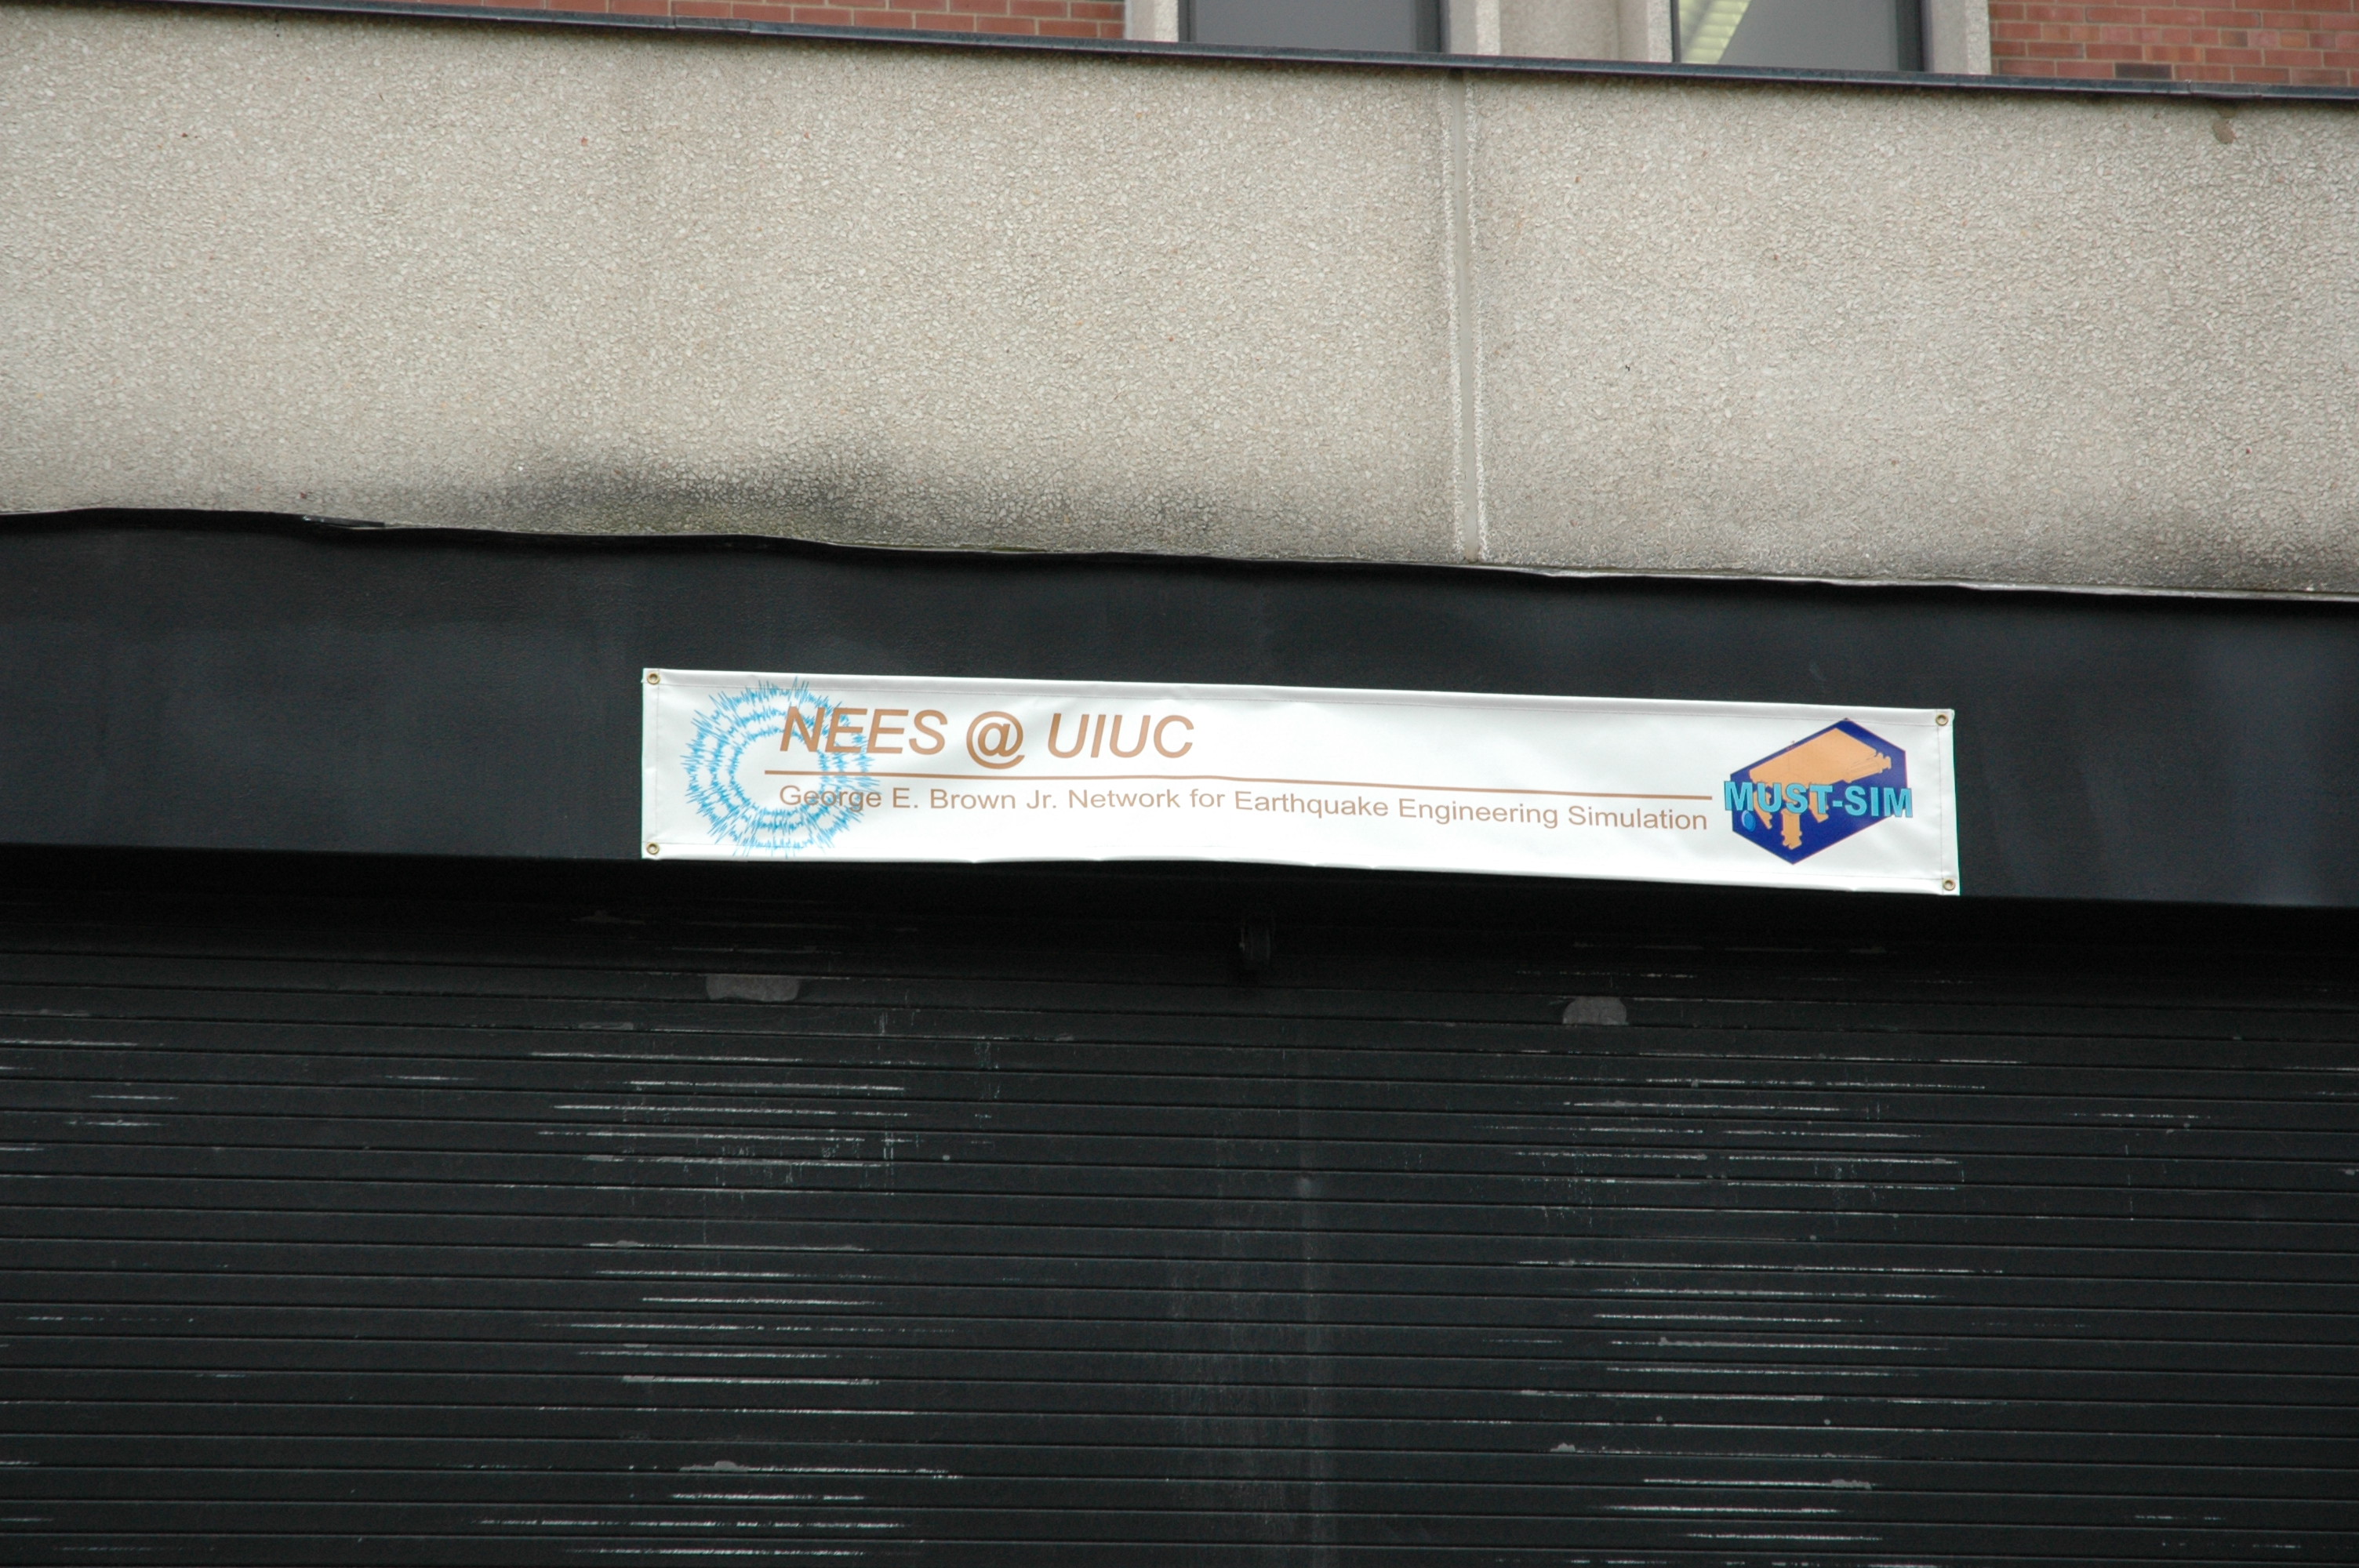 NEES @ UIUC
George E. Brown Jr. Network for Earthquake Engineering Simulation
MUST-SIM